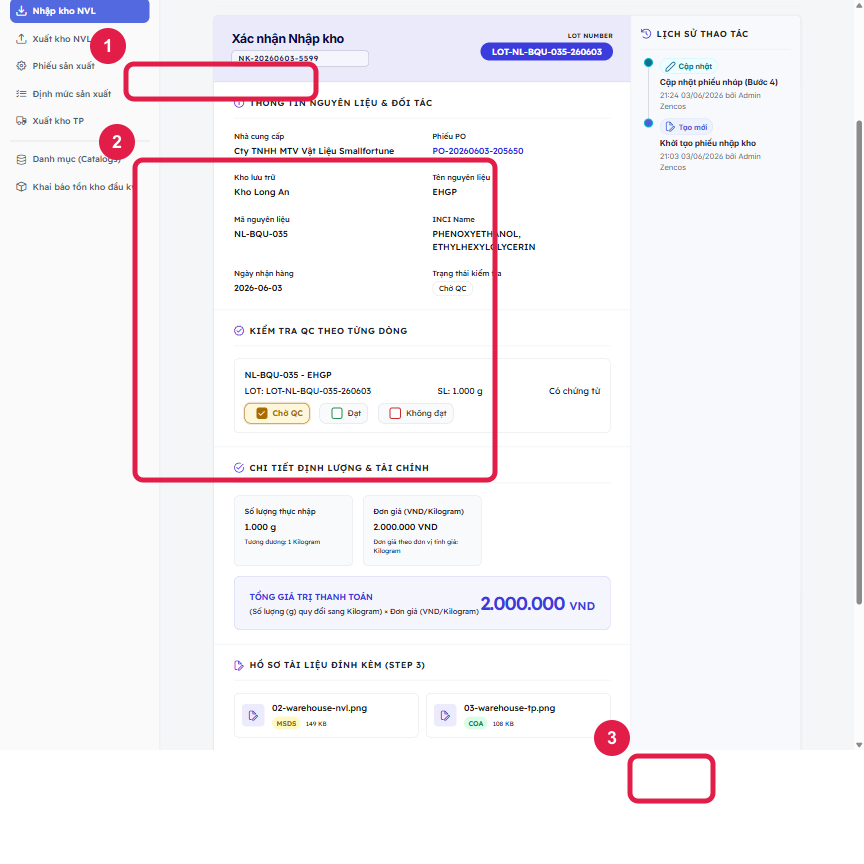 Nhập kho NVL
Xuất kho NVL
1
Phiếu sản xuất
Định mức sản xuất
Xuất kho TP
2
Danh mục (Catalogs)
Khai báo tồn kho đầu
Xác nhận Nhập kho
NK-20260603-5599
LOT NUMBER
LOT-NL-BQU-035-260603
THÔNG TIN NGUYÊN LIỆU & ĐỐI TÁC
Nhà cung cấp
Cty TNHH MTV Vật Liệu Smallfortune
Phiếu PO
PO-20260603-205650
Kho lưu trữ
Kho Long An
Tên nguyên liệu
EHGP
Mã nguyên liệu
NL-BQU-035
INCI Name
PHENOXYETHANOL,
ETHYLHEXYLGLYCERIN
Ngày nhận hàng
2026-06-03
Trạng thái kiểm tra
Chờ QC
KIỂM TRA QC THEO TỪNG DÒNG
NL-BQU-035 - EHGP
LOT: LOT-NL-BQU-035-260603 SL: 1.000 g Có chứng từ
Chờ QC Đạt Không đạt
CHI TIẾT ĐỊNH LƯỢNG & TÀI CHÍNH
Số lượng thực nhập
1.000 g
Tương đương: 1 Kilogram
Đơn giá (VND/Kilogram)
2.000.000 VND
Đơn giá theo đơn vị tính giá:
Kilogram
TỔNG GIÁ TRỊ THANH TOÁN
(Số lượng (g) quy đổi sang Kilogram) × Đơn giá (VND/Kilogram)
2.000.000 VND
HỒ SƠ TÀI LIỆU ĐÍNH KÈM (STEP 3)
02-warehouse-nvl.png
MSDS 149 KB
03-warehouse-tp.png
COA 108 KB
3
LỊCH SỬ THAO TÁC
Cập nhật
Cập nhật phiếu nháp (Bước 4)
21:24 03/06/2026 bởi Admin
Zencos
Tạo mới
Khởi tạo phiếu nhập kho
21:03 03/06/2026 bởi Admin
Zencos